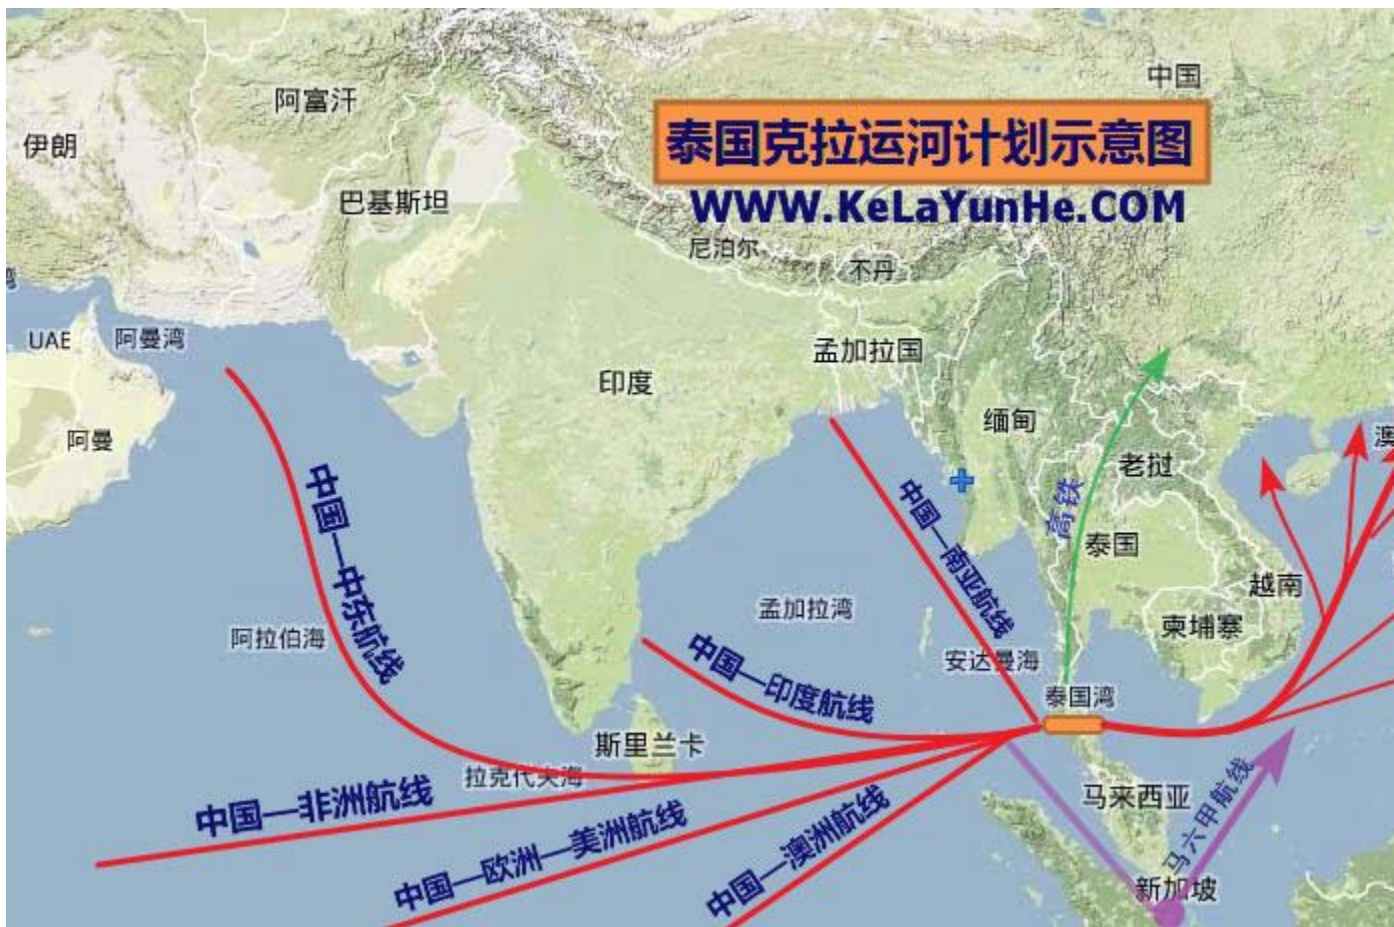 中国
阿富汗
伊朗
泰国克拉运河计划示意图
巴基斯坦
WWW.KeLaYunHe.COM
尼泊尔
不丹
湾
UAE
阿曼湾
孟加拉国
印度
缅甸
阿曼
澳
老挝
中国—中东航线
中国—南亚航线
高铁
泰国
越南
孟加拉湾
柬埔寨
阿拉伯海
中国—印度航线
安达曼海
泰国湾
斯里兰卡
拉克代夫海
中国—非洲航线
马来西亚
马六甲航线
中国—欧洲—美洲航线
中国—澳洲航线
新加坡